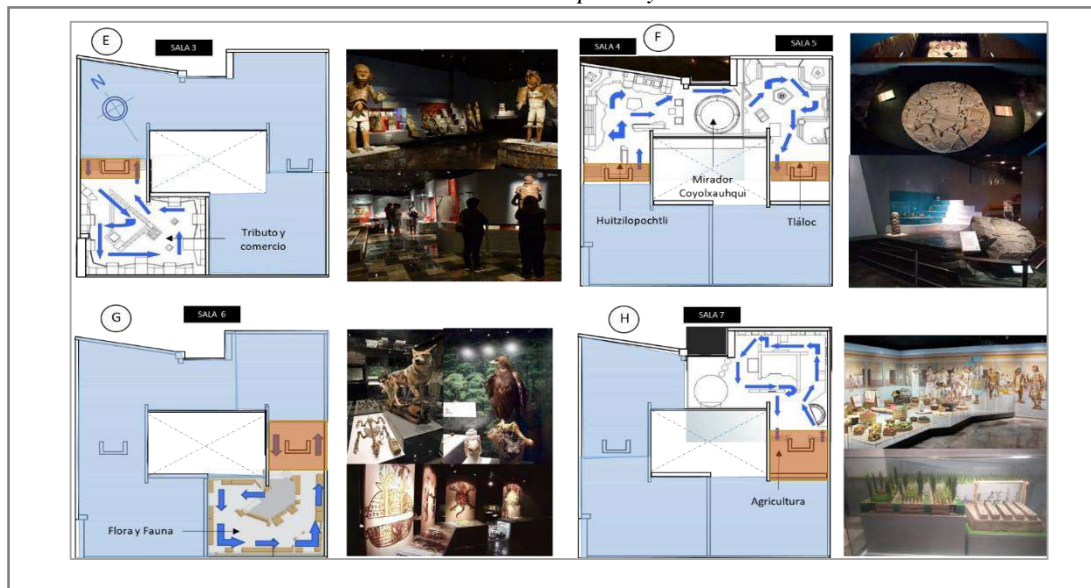 E
SALA 3
N
Tributo y
comercio
SALA 4
F
SALA 5
Mirador
Coyolxauhqui
Huitzilopochtli
Tláloc
G
SALA 6
Flora y Fauna
H
SALA 7
Agricultura